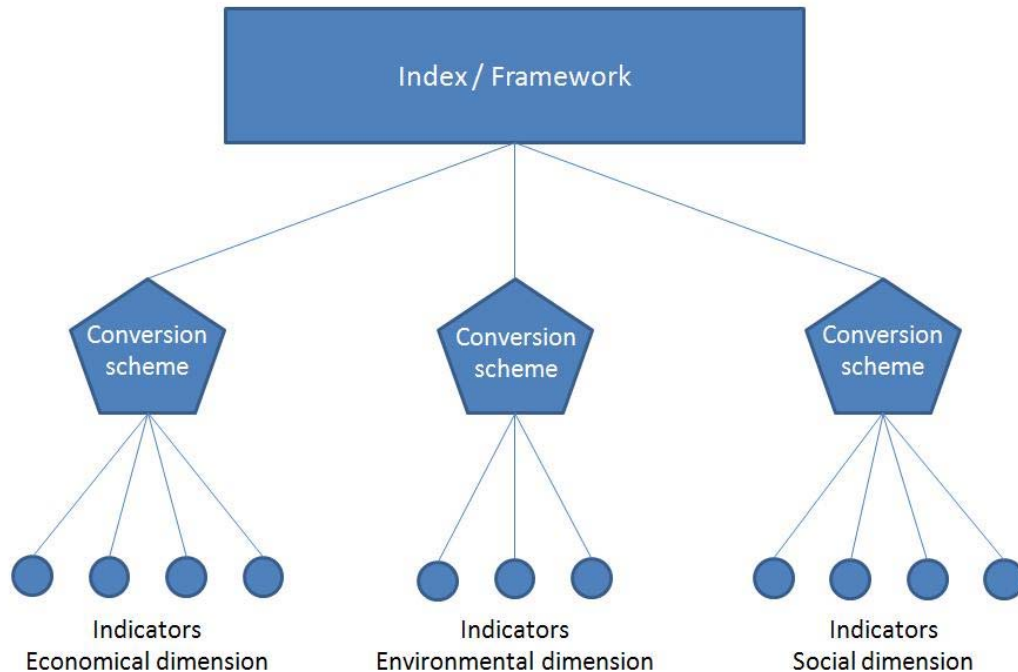 Index / Framework
Conversion
scheme
Conversion
scheme
Conversion
scheme
Indicators
Economical dimension
Indicators
Environmental dimension
Indicators
Social dimension